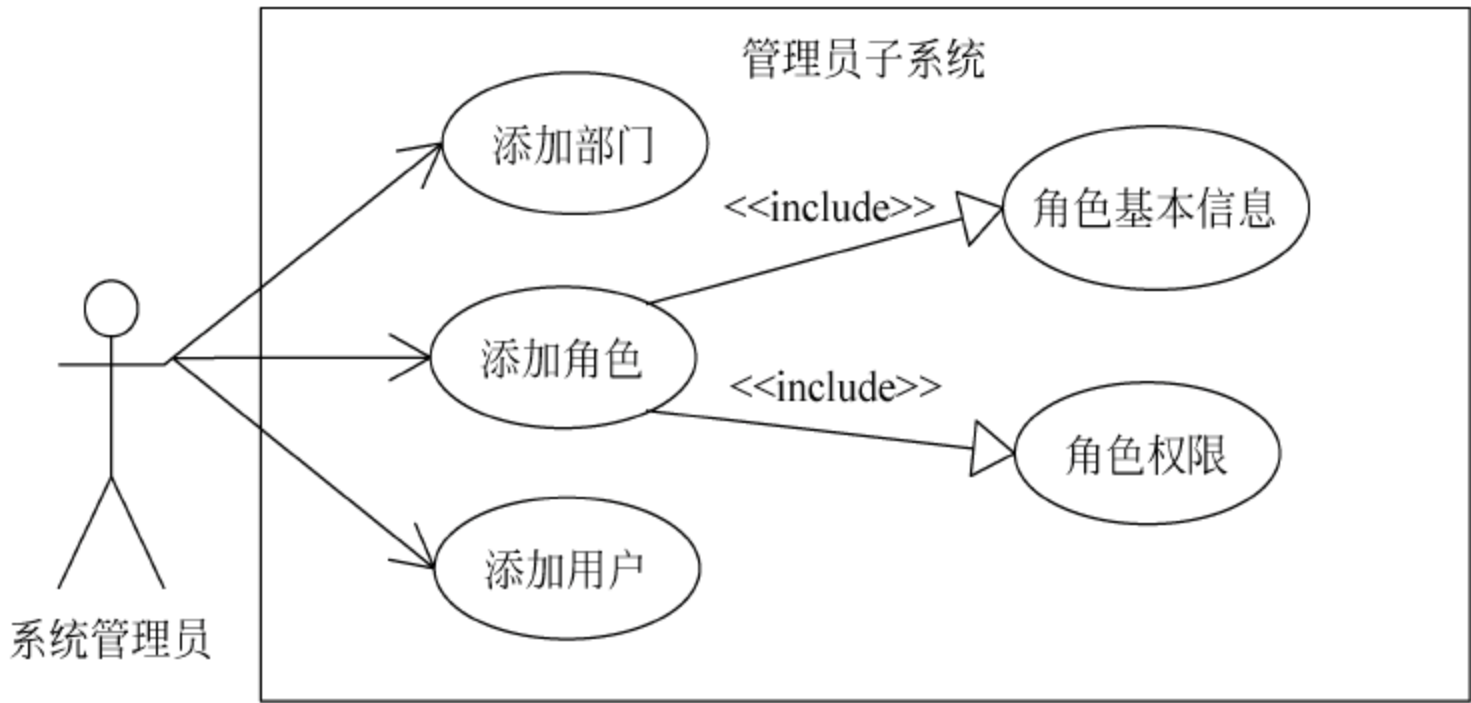 管理员子系统
添加部门
<<include>>
角色基本信息
添加角色
<<include>>
角色权限
添加用户
系统管理员